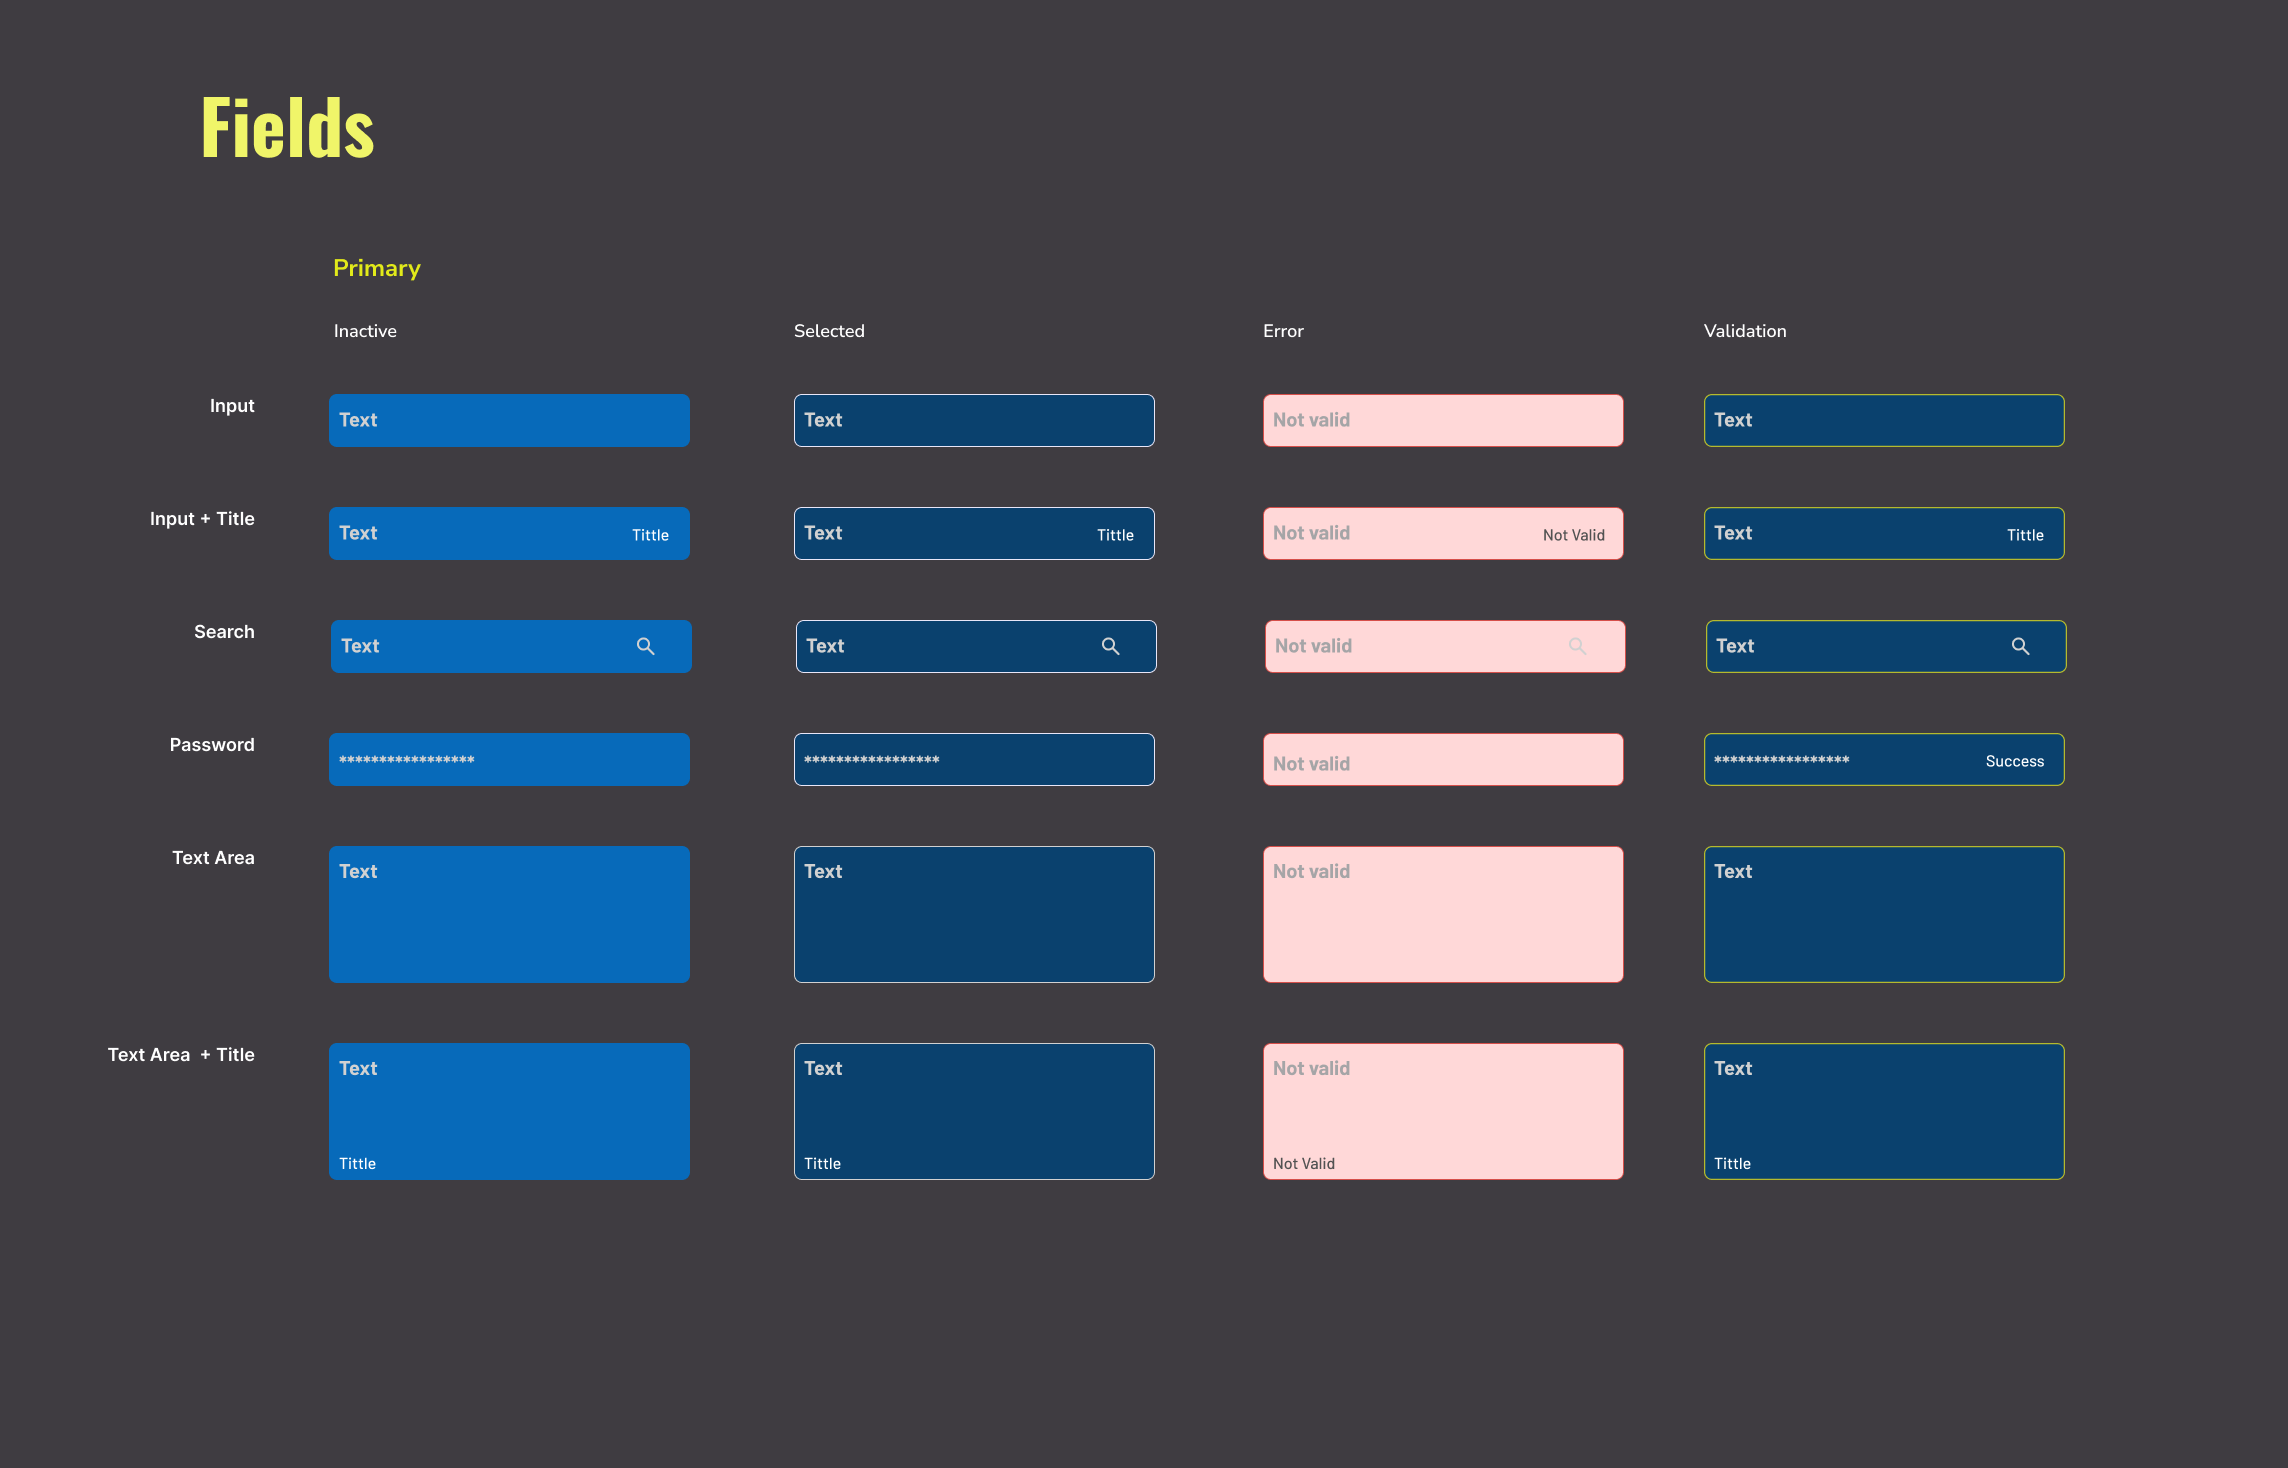 Fields
Primary
Inactive Selected Error Validation
Input Text Text Not valid Text
Input + Title Text Tittle Text Tittle Not valid Not Valid Text Tittle
Search Text Text Not valid Text
Password ***************** ***************** Not valid ***************** Success
Text Area Text Text Not valid Text
Text Area + Title Text Text Not valid Text
Tittle Tittle Not Valid Tittle